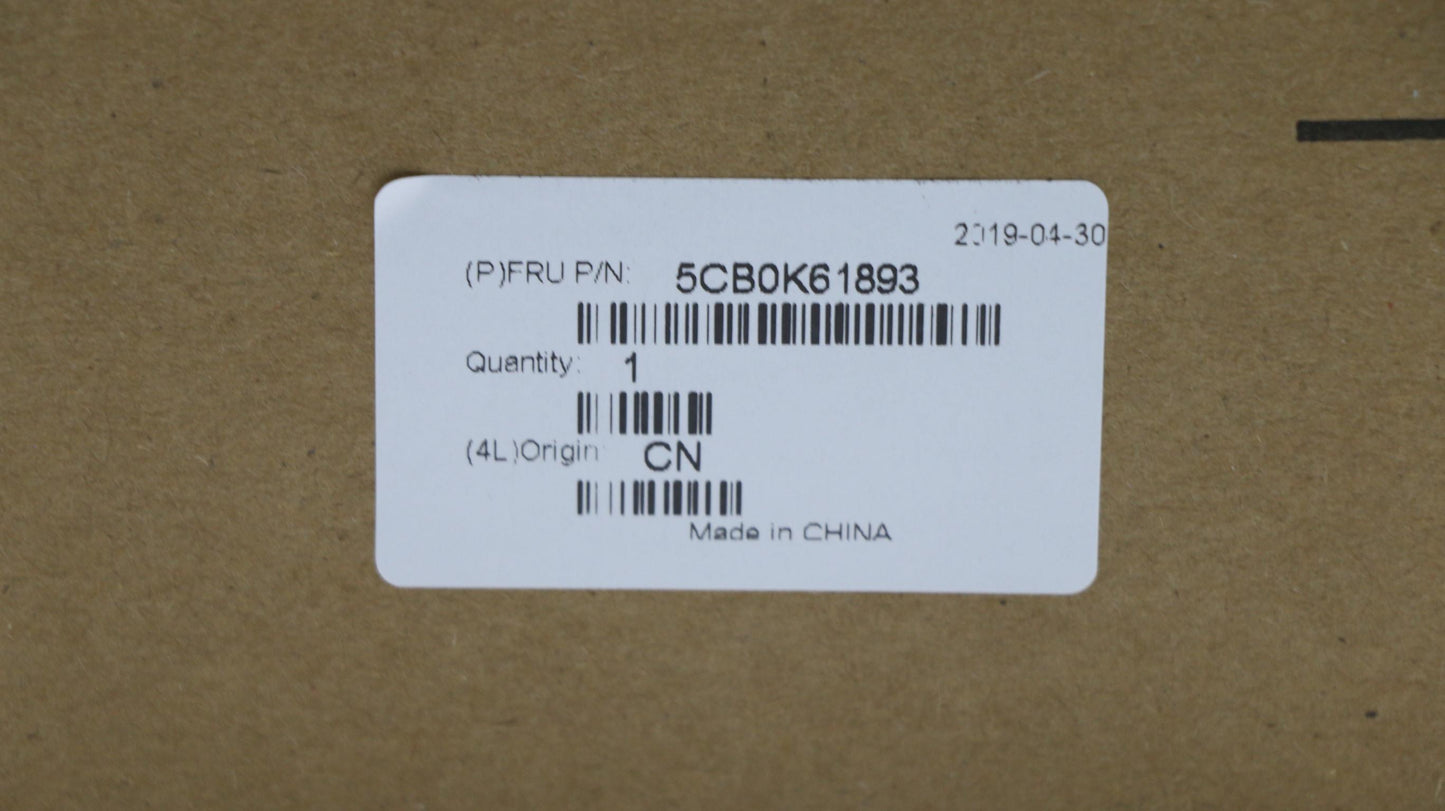 2019-04-30
(P)FRU P/N: 5CB0K61893
Quantity: 1
(4L)Origin: CN
Made in CHINA